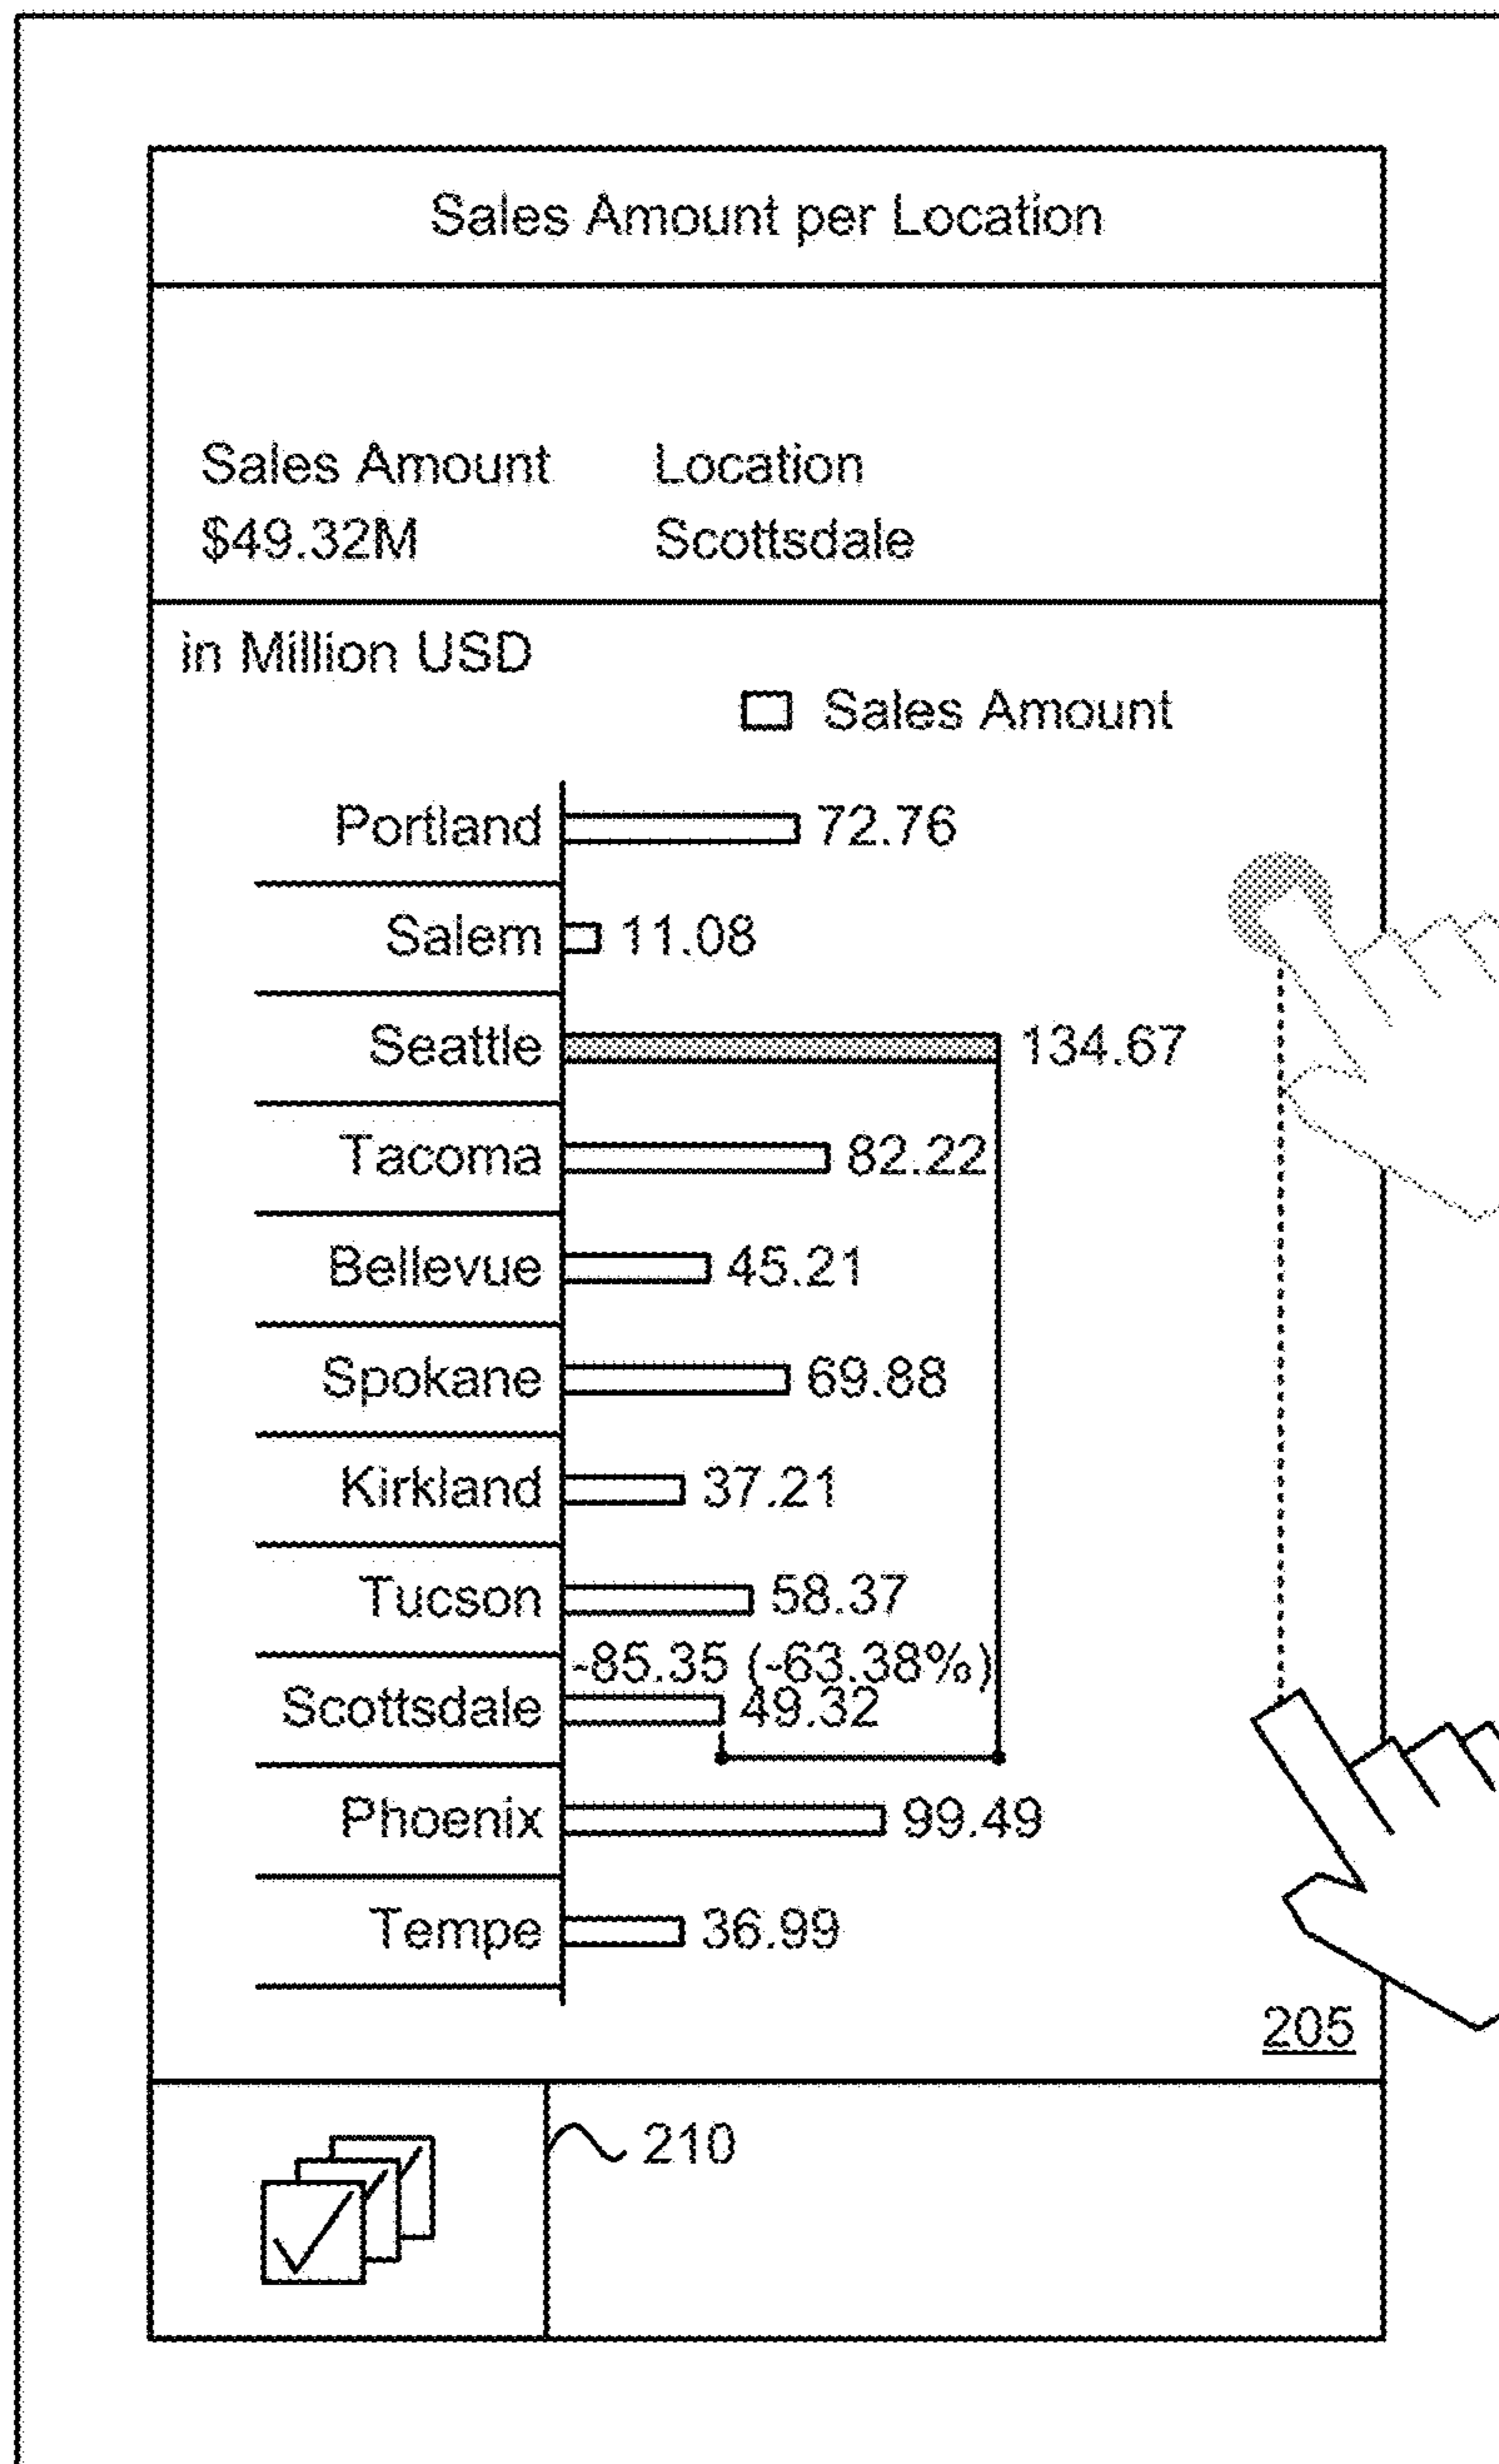 Sales Amount per Location
Sales Amount Location
$49.32M Scottsdale
in Million USD
Sales Amount
Portland 72.76
Salem 11.08
Seattle 134.67
Tacoma 82.22
Bellevue 45.21
Spokane 69.88
Kirkland 37.21
Tucson 58.37
-85.35 (-63.38%)
Scottsdale 49.32
Phoenix 99.49
Tempe 36.99
205
210